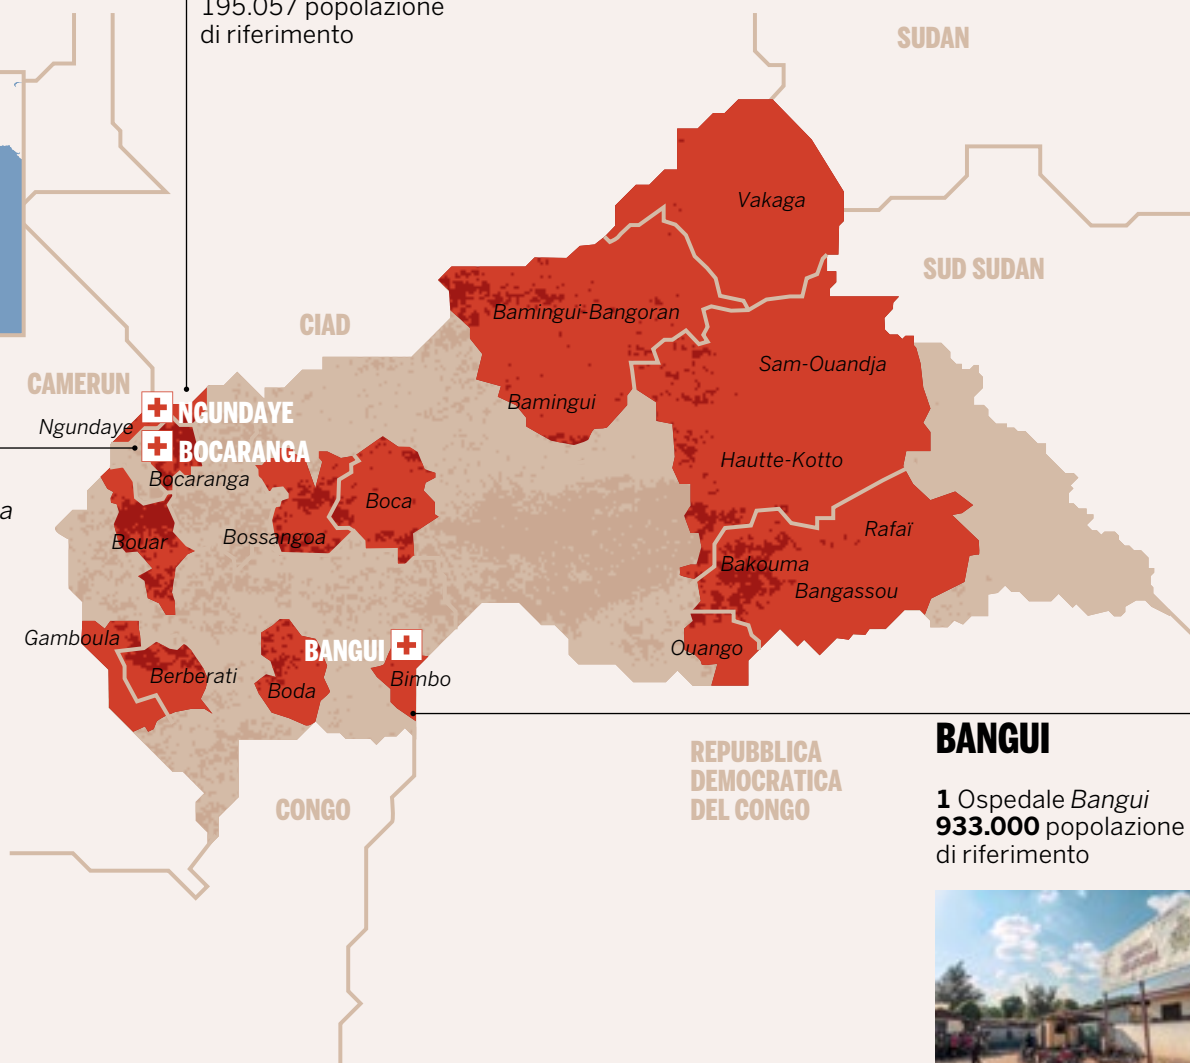 195.057 popolazione
di riferimento
SUDAN
Vakaga
SUD SUDAN
Bamingui-Bangoran
CIAD
Sam-Ouandja
CAMERUN
Bamingui
NGUNDAYE
Ngundaye
BOCARANGA
Hautte-Kotto
Bocaranga
Boca
a
Rafaï
Bossangoa
Bouar
Bakouma
Bangassou
Gamboula
BANGUI
Ouango
Berberati
Bimbo
Boda
BANGUI
REPUBBLICA
DEMOCRATICA
DEL CONGO
CONGO
1 Ospedale Bangui
933.000 popolazione
di riferimento